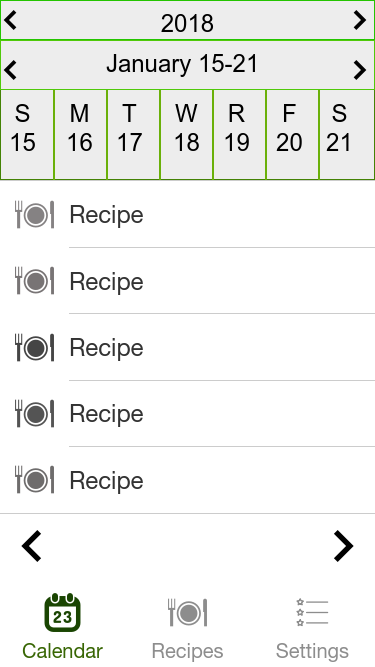 2018
January 15-21
S M T W R F S
15 16 17 18 19 20 21
Recipe
Recipe
Recipe
Recipe
Recipe
23
Calendar Recipes Settings